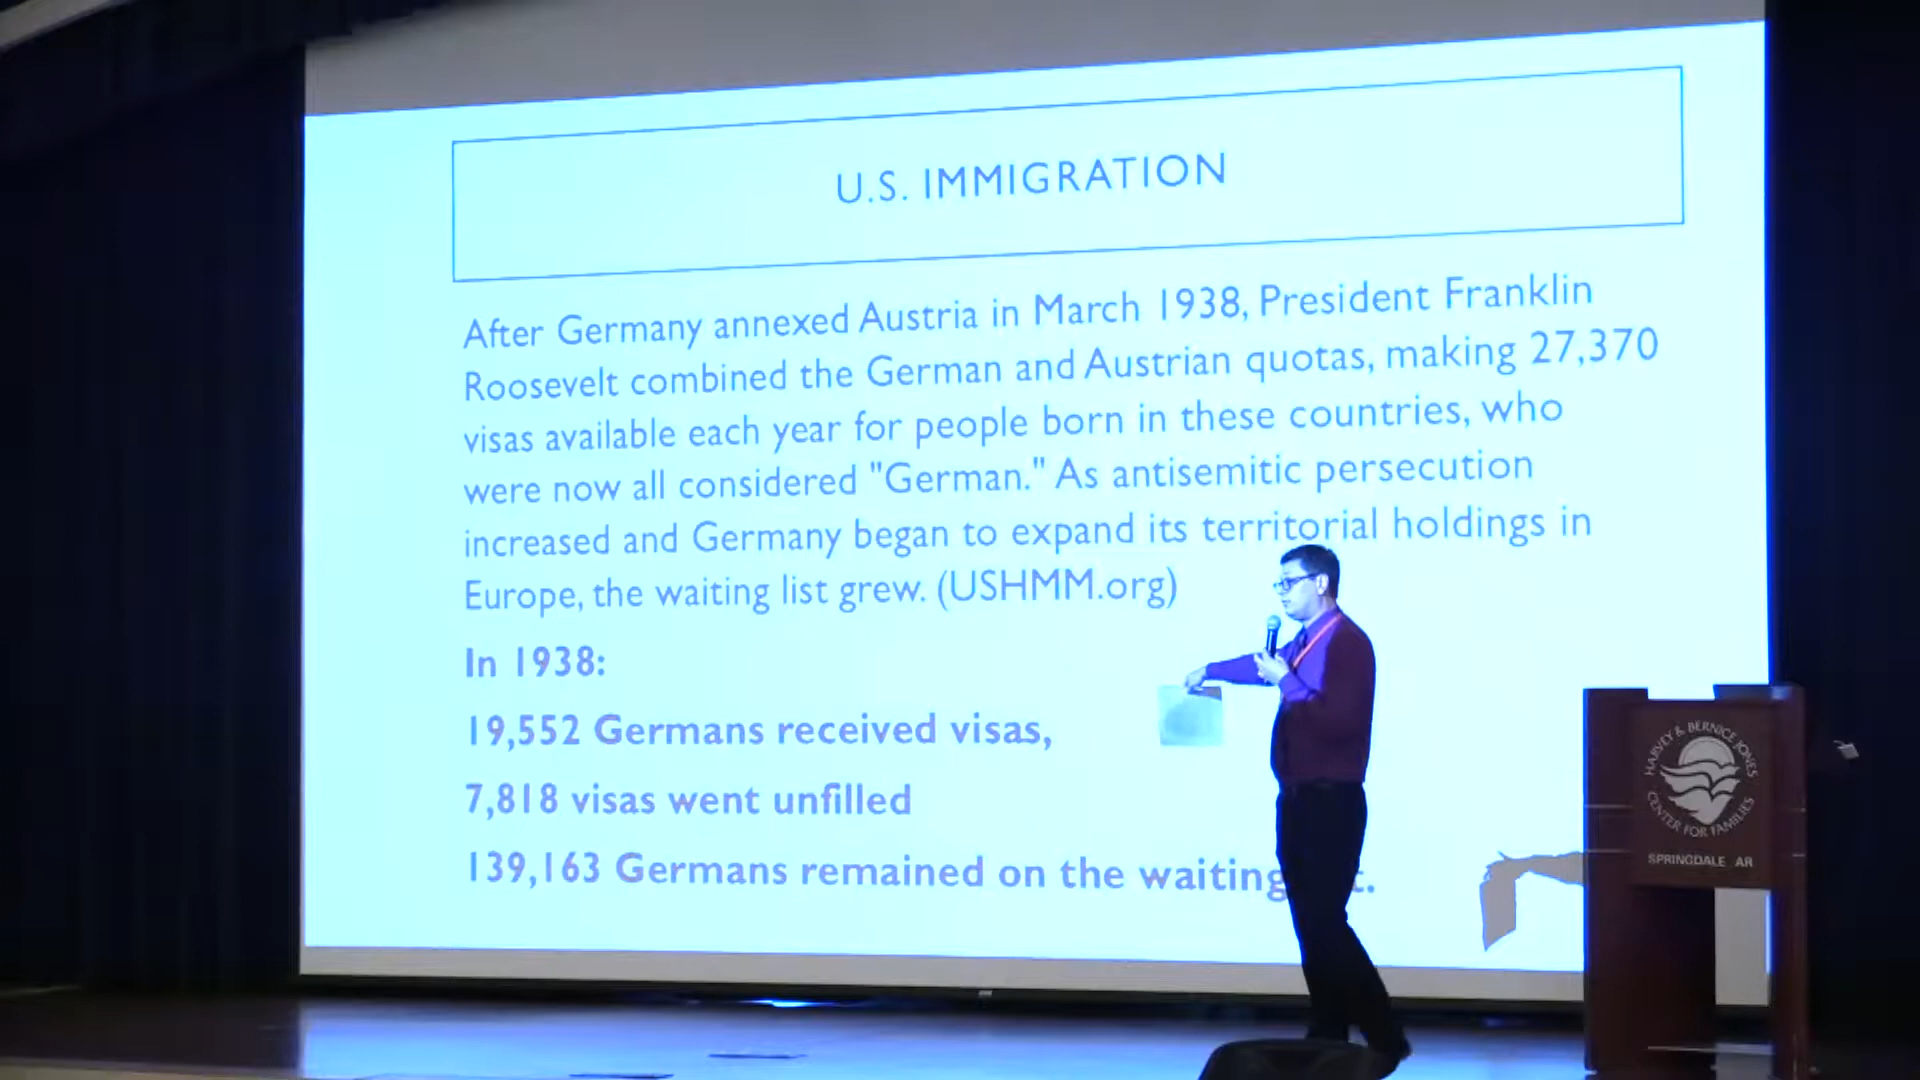 U.S. IMMIGRATION
After Germany annexed Austria in March 1938, President Franklin
Roosevelt combined the German and Austrian quotas, making 27,370
visas available each year for people born in these countries, who
were now all considered "German." As antisemitic persecution
increased and Germany began to expand its territorial holdings in
Europe, the waiting list grew. (USHMM.org)
In 1938:
19,552 Germans received visas,
7,818 visas went unfilled
139,163 Germans remained on the waiting t.
HARVEY & BERNICE JONES
CENTER FOR FAMILIES
SPRINGDALE AR